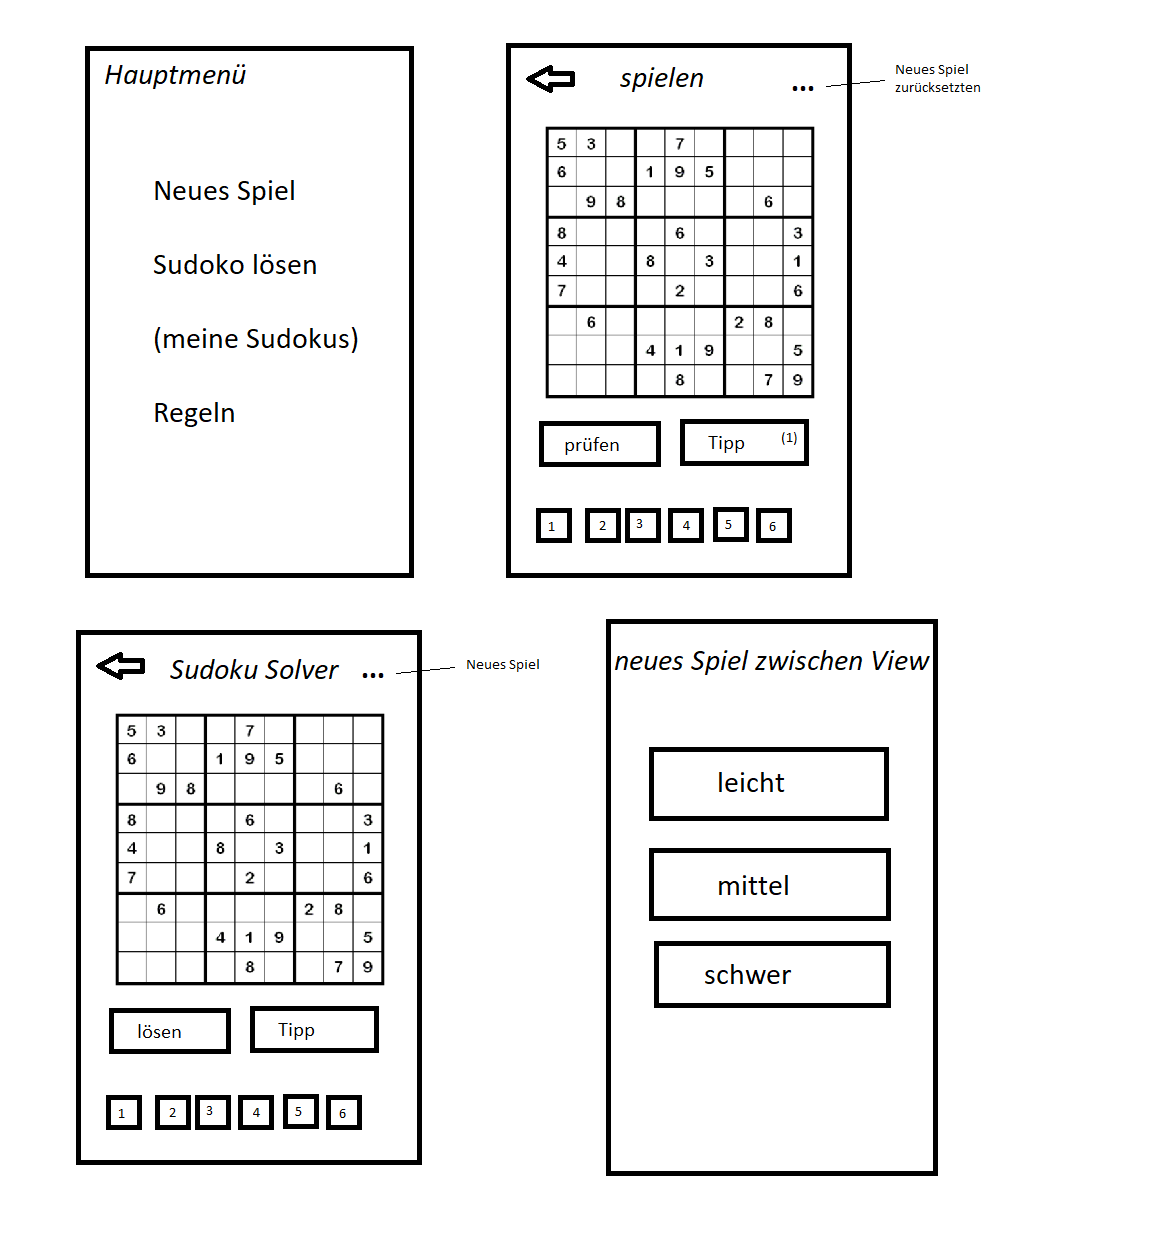 Hauptmenü
Neues Spiel
Sudoko lösen
(meine Sudokus)
Regeln
spielen
...
Neues Spiel
zurücksetzten
5 3 7
6 1 9 5
9 8 6
8 6 3
4 8 3 1
7 2 6
6 2 8
4 1 9 5
8 7 9
prüfen
Tipp (1)
1 2 3 4 5 6
Sudoku Solver
...
Neues Spiel
5 3 7
6 1 9 5
9 8 6
8 6 3
4 8 3 1
7 2 6
6 2 8
4 1 9 5
8 7 9
lösen
Tipp
1 2 3 4 5 6
neues Spiel zwischen View
leicht
mittel
schwer